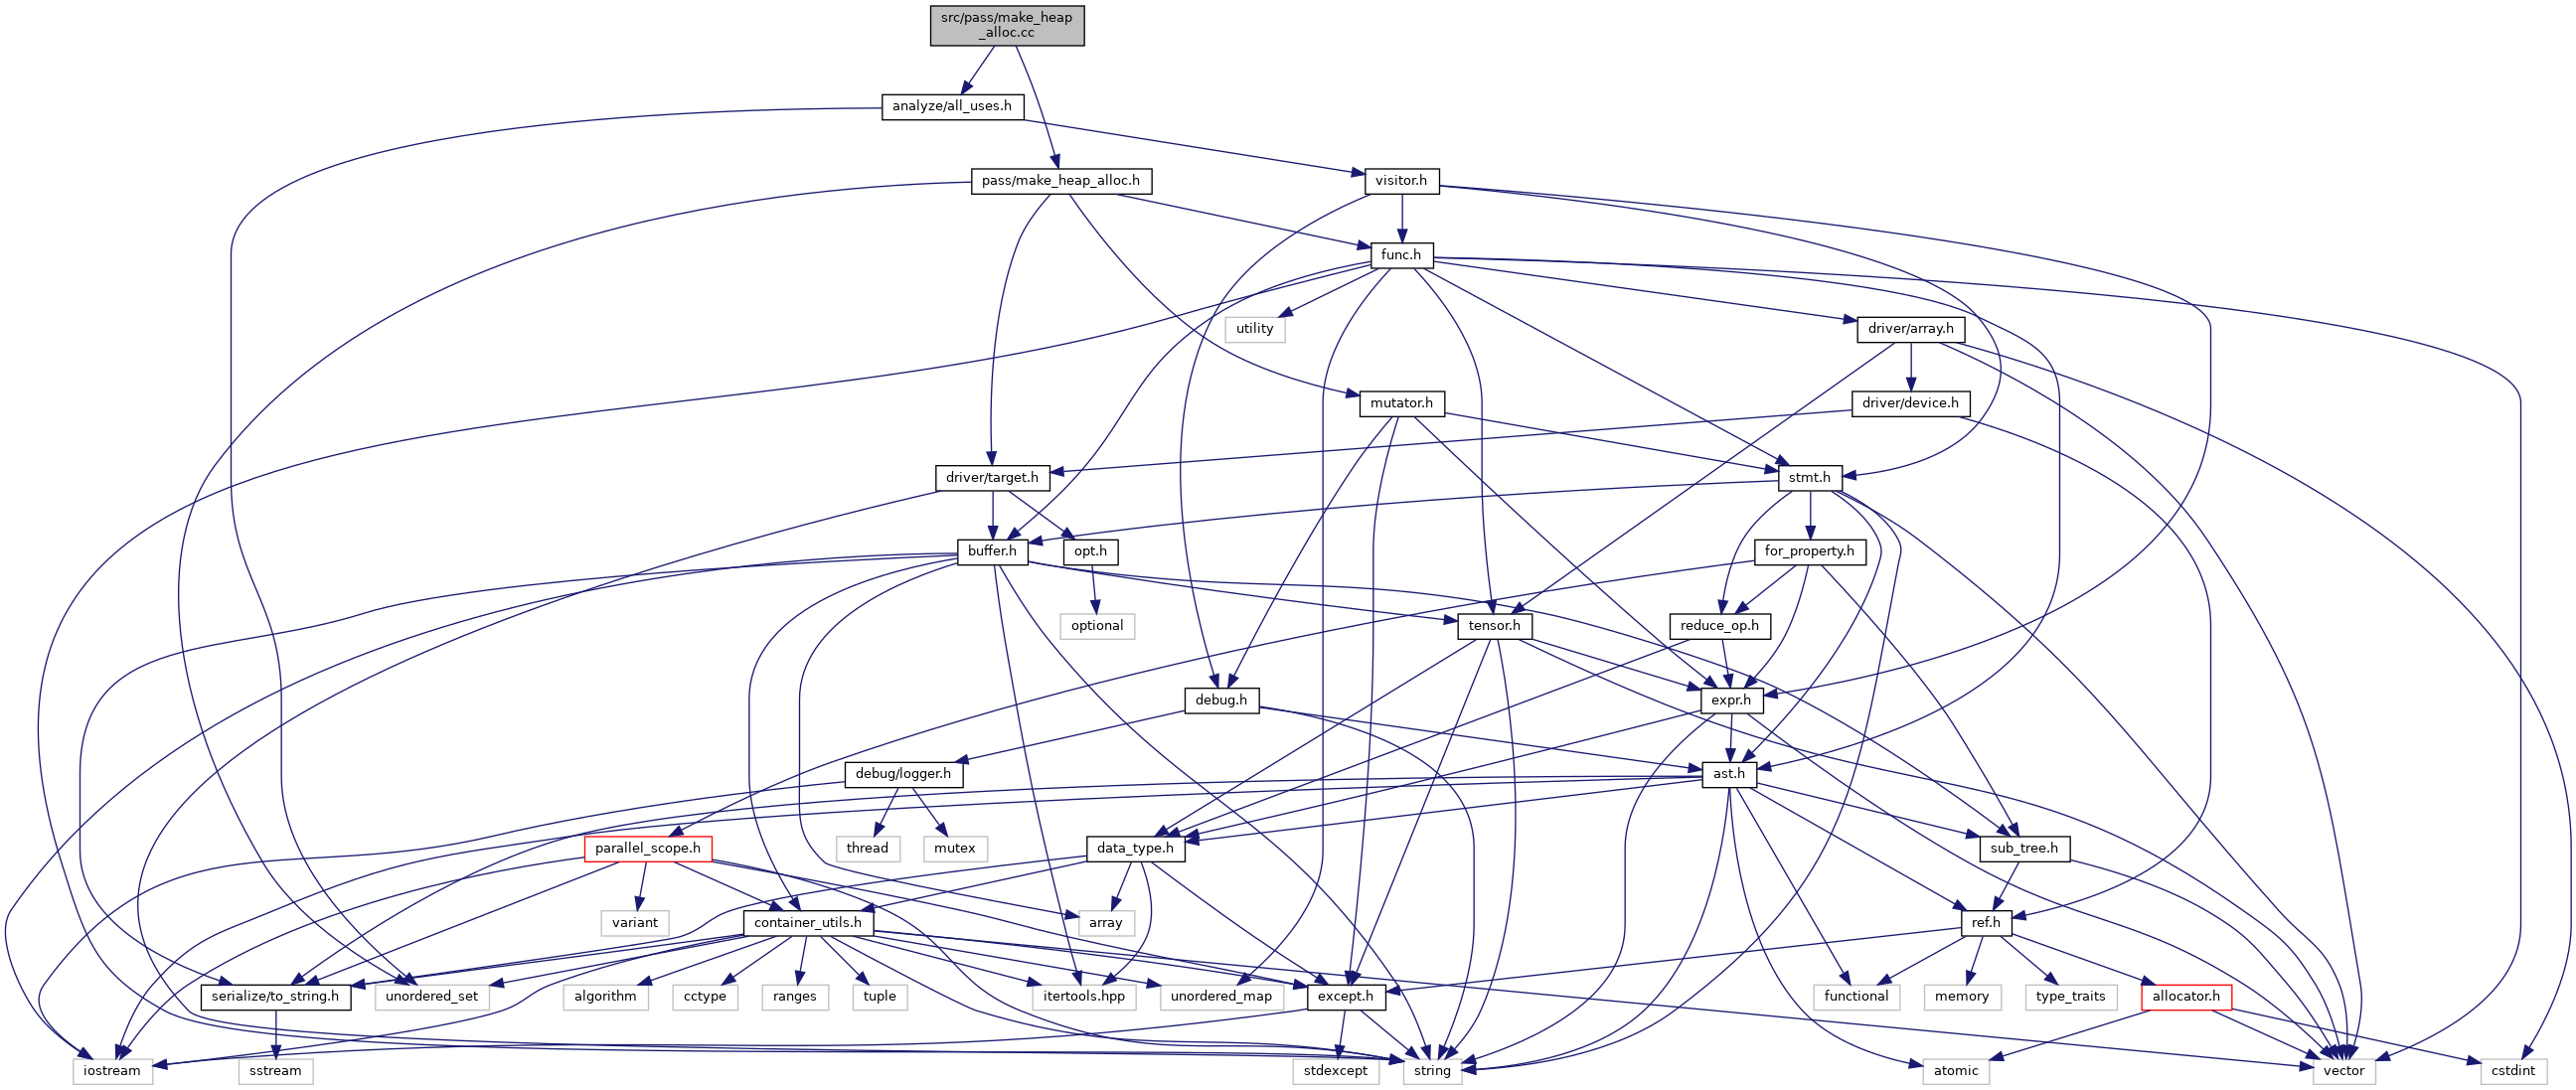 src/pass/make_heap
_alloc.cc
analyze/all_uses.h
pass/make_heap_alloc.h
visitor.h
func.h
utility
driver/array.h
mutator.h
driver/device.h
driver/target.h
stmt.h
buffer.h
opt.h
for_property.h
optional
tensor.h
reduce_op.h
debug.h
expr.h
debug/logger.h
ast.h
parallel_scope.h
thread
mutex
data_type.h
sub_tree.h
variant
container_utils.h
array
ref.h
serialize/to_string.h
unordered_set
algorithm
cctype
ranges
tuple
itertools.hpp
unordered_map
except.h
functional
memory
type_traits
allocator.h
iostream
sstream
stdexcept
string
atomic
vector
cstdint